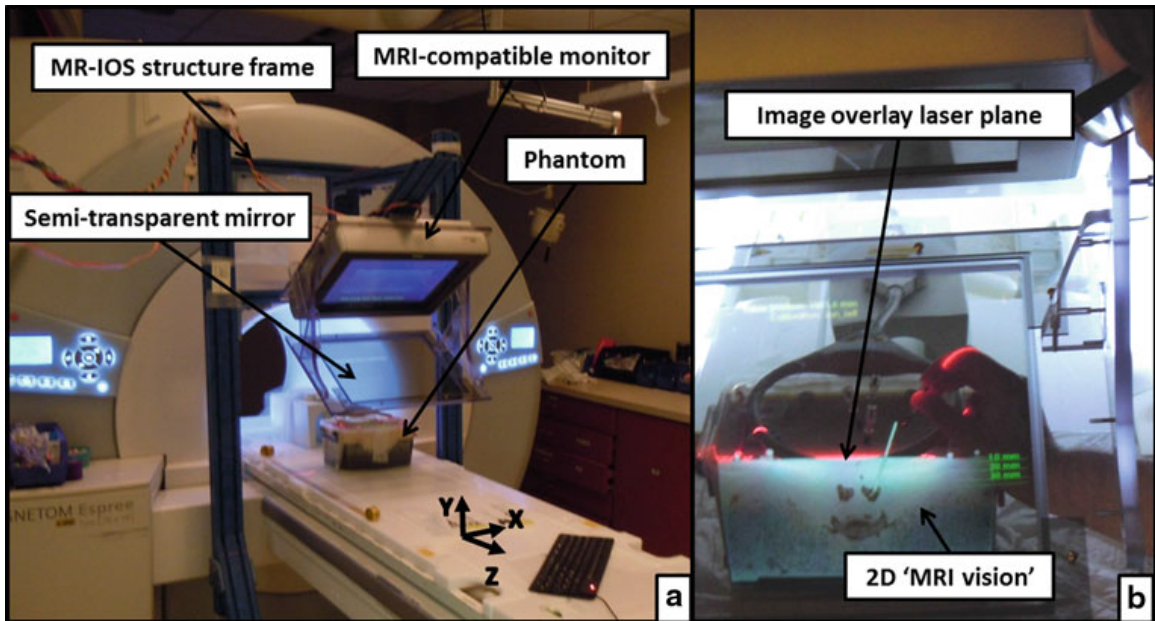 MR-IOS structure frame
MRI-compatible monitor
Phantom
Semi-transparent mirror
Y
X
Z
GNETOM Espree
a
Image overlay laser plane
10 mm
20 mm
30 mm
2D ‘MRI vision’
b